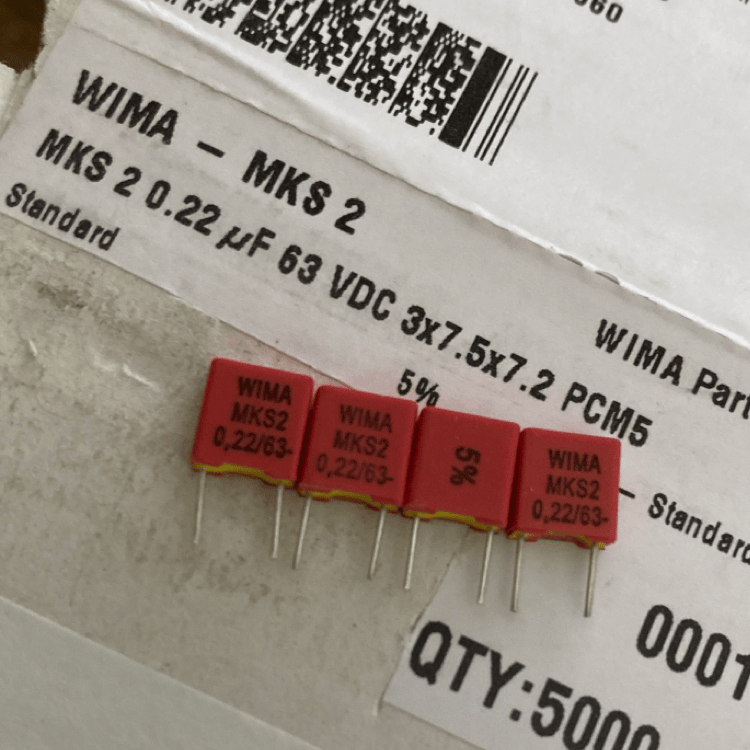 WIMA – MKS 2
MKS 2 0.22 µF 63 VDC 3x7.5x7.2 PCM5
Standard
5%
WIMA Part
– Standard
0001
QTY:5000
WIMA
MKS2
0,22/63-
WIMA
MKS2
0,22/63-
5%
WIMA
MKS2
0,22/63-